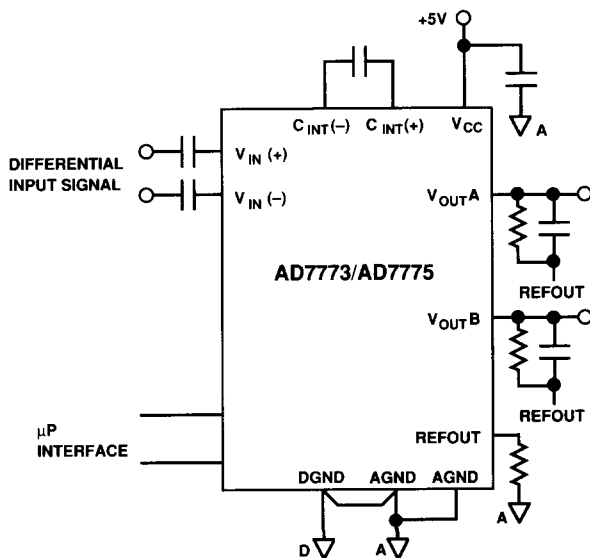 +5V
A
C INT (–)
C INT (+)
V CC
DIFFERENTIAL
INPUT SIGNAL
V IN (+)
V IN (–)
V OUT A
REFOUT
AD7773/AD7775
V OUT B
REFOUT
µP
INTERFACE
REFOUT
DGND
AGND
AGND
A
D
A